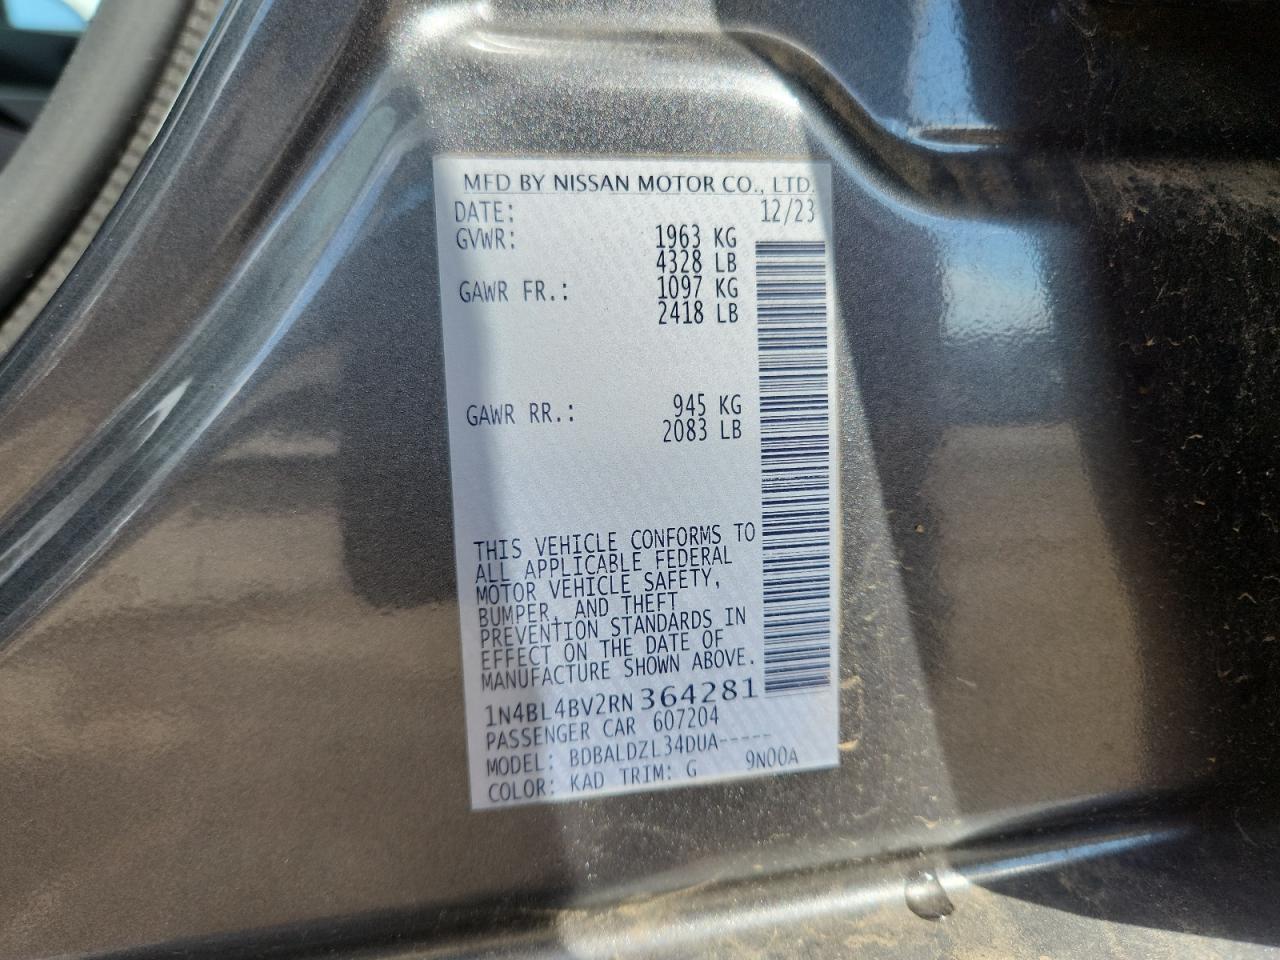 MFD BY NISSAN MOTOR CO., LTD.
DATE: 12/23
GVWR: 1963 KG
4328 LB
GAWR FR.: 1097 KG
2418 LB
GAWR RR.: 945 KG
2083 LB
THIS VEHICLE CONFORMS TO
ALL APPLICABLE FEDERAL
MOTOR VEHICLE SAFETY,
BUMPER, AND THEFT
PREVENTION STANDARDS IN
EFFECT ON THE DATE OF
MANUFACTURE SHOWN ABOVE.
1N4BL4BV2RN364281
PASSENGER CAR 607204
MODEL: BDBALDZL34DUA-----
COLOR: KAD TRIM: G 9N00A